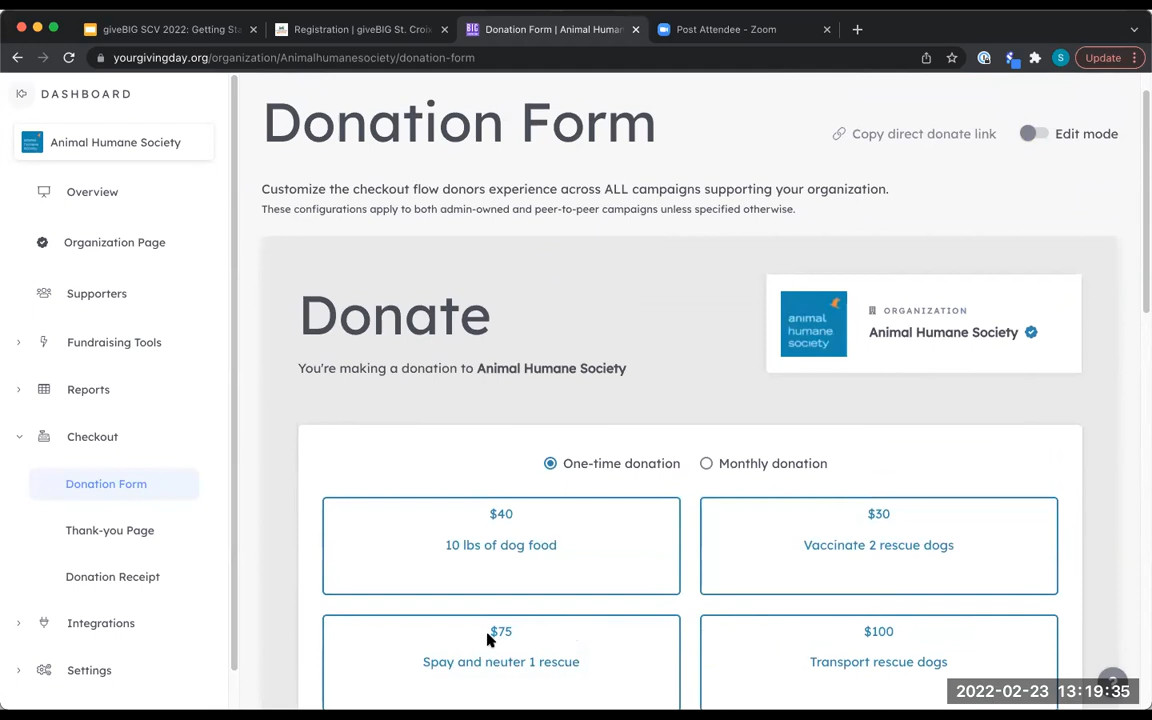 giveBIG SCV 2022: Getting Sta
Registration | giveBIG St. Croix
Donation Form | Animal Human
Post Attendee - Zoom
yourgivingday.org/organization/Animalhumanesociety/donation-form
S
Update
DASHBOARD
Animal Humane Society
Overview
Organization Page
Supporters
Fundraising Tools
Reports
Checkout
Donation Form
Thank-you Page
Donation Receipt
Integrations
Settings
Donation Form
Copy direct donate link
Edit mode
Customize the checkout flow donors experience across ALL campaigns supporting your organization.
These configurations apply to both admin-owned and peer-to-peer campaigns unless specified otherwise.
Donate
You're making a donation to Animal Humane Society
animal
humane
society
ORGANIZATION
Animal Humane Society
One-time donation
Monthly donation
$40
10 lbs of dog food
$30
Vaccinate 2 rescue dogs
$75
Spay and neuter 1 rescue
$100
Transport rescue dogs
?
2022-02-23 13:19:35